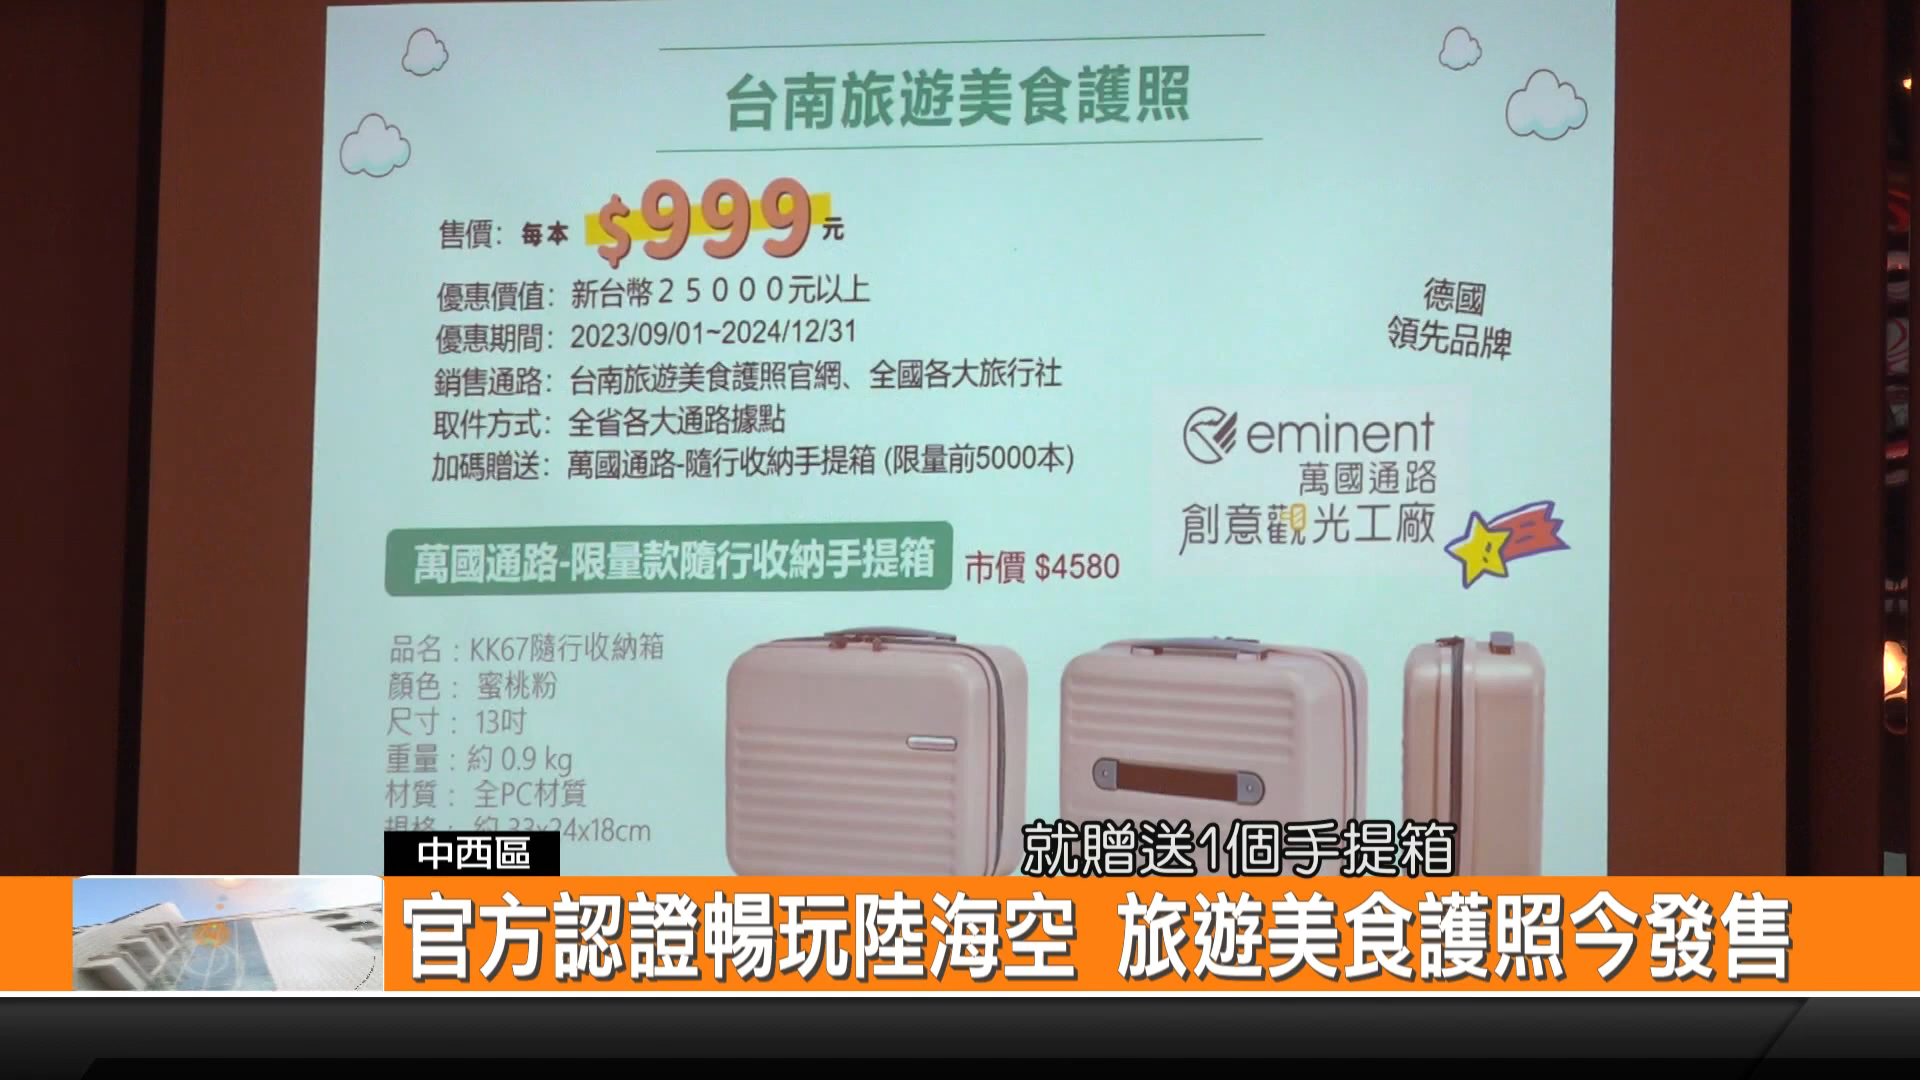 台南旅遊美食護照
售價：每本 $999元
優惠價值：新台幣２５０００元以上
優惠期間：2023/09/01~2024/12/31
銷售通路：台南旅遊美食護照官網、全國各大旅行社
取件方式：全省各大通路據點
加碼贈送：萬國通路-隨行收納手提箱 (限量前5000本)
德國
領先品牌
eminent
萬國通路
創意觀光工廠
萬國通路-限量款隨行收納手提箱 市價 $4580
品名：KK67隨行收納箱
顏色：蜜桃粉
尺寸：13吋
重量：約 0.9 kg
材質：全PC材質
規格：約 33x24x18cm
就贈送1個手提箱
中西區
官方認證暢玩陸海空 旅遊美食護照今發售